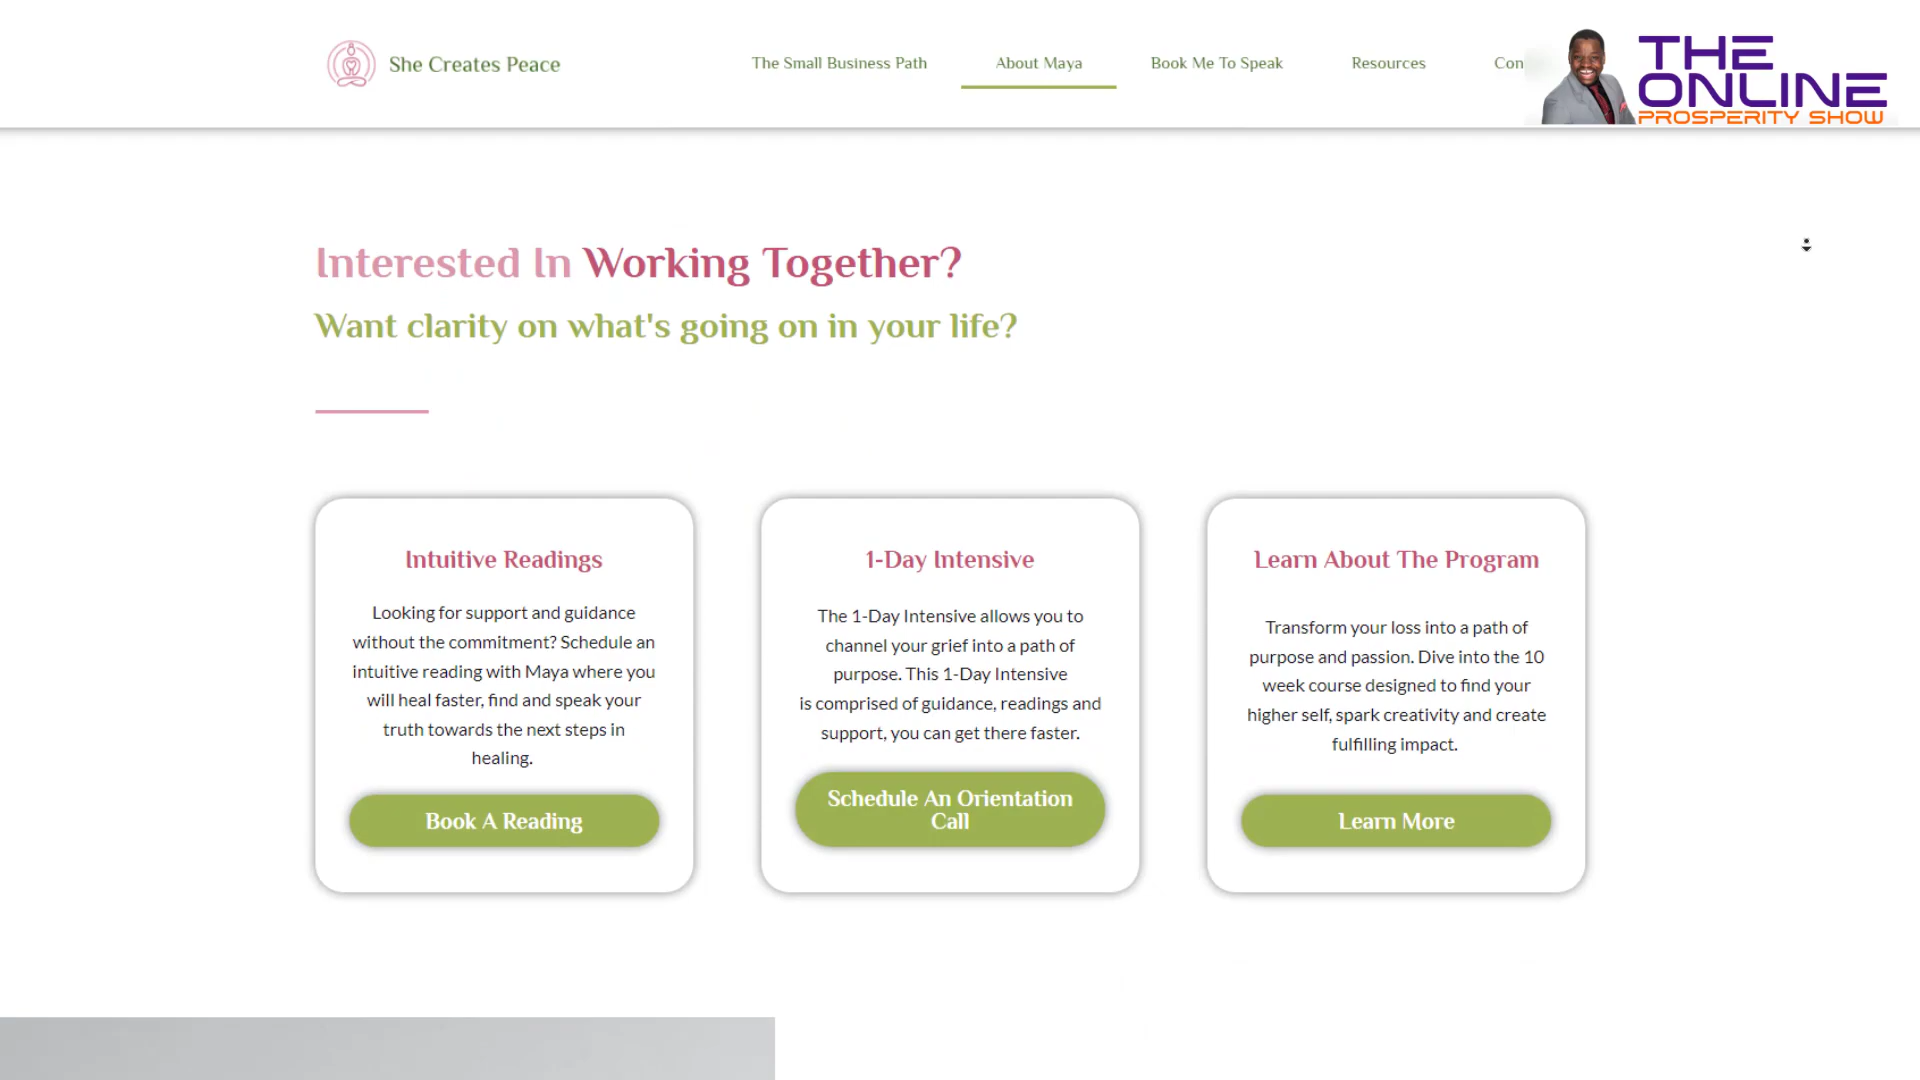 She Creates Peace
The Small Business Path
About Maya
Book Me To Speak
Resources
Con
THE
ONLINE
PROSPERITY SHOW
Interested In Working Together?
Want clarity on what's going on in your life?
Intuitive Readings
Looking for support and guidance
without the commitment? Schedule an
intuitive reading with Maya where you
will heal faster, find and speak your
truth towards the next steps in
healing.
Book A Reading
1-Day Intensive
The 1-Day Intensive allows you to
channel your grief into a path of
purpose. This 1-Day Intensive
is comprised of guidance, readings and
support, you can get there faster.
Schedule An Orientation
Call
Learn About The Program
Transform your loss into a path of
purpose and passion. Dive into the 10
week course designed to find your
higher self, spark creativity and create
fulfilling impact.
Learn More